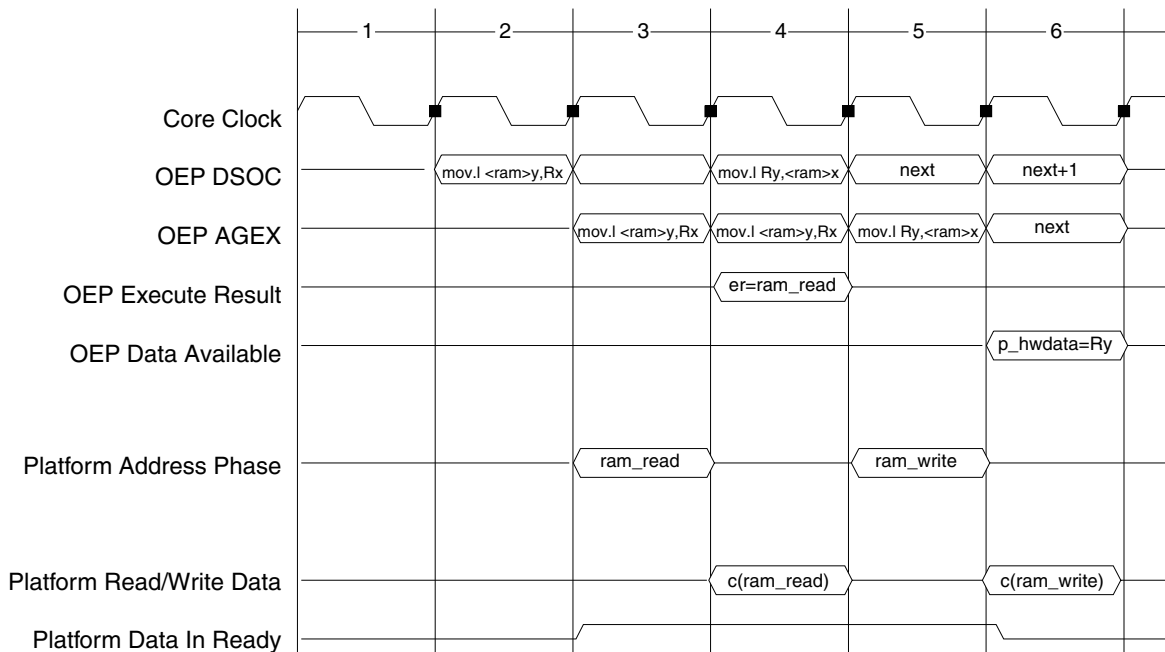 1 2 3 4 5 6
Core Clock
OEP DSOC mov.l <ram>y,Rx mov.l Ry,<ram>x next next+1
OEP AGEX mov.l <ram>y,Rx mov.l <ram>y,Rx mov.l Ry,<ram>x next
OEP Execute Result er=ram_read
OEP Data Available p_hwdata=Ry
Platform Address Phase ram_read ram_write
Platform Read/Write Data c(ram_read) c(ram_write)
Platform Data In Ready